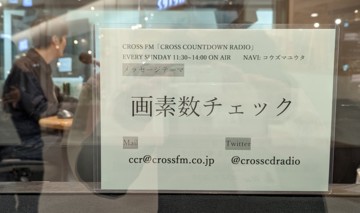 CROSS FM「CROSS COUNTDOWN RADIO」
EVERY SUNDAY 11:30~14:00 ON AIR NAVI: コウズマユウタ
メッセージテーマ
画素数チェック
Mail Twitter
ccr@crossfm.co.jp @crosscdradio